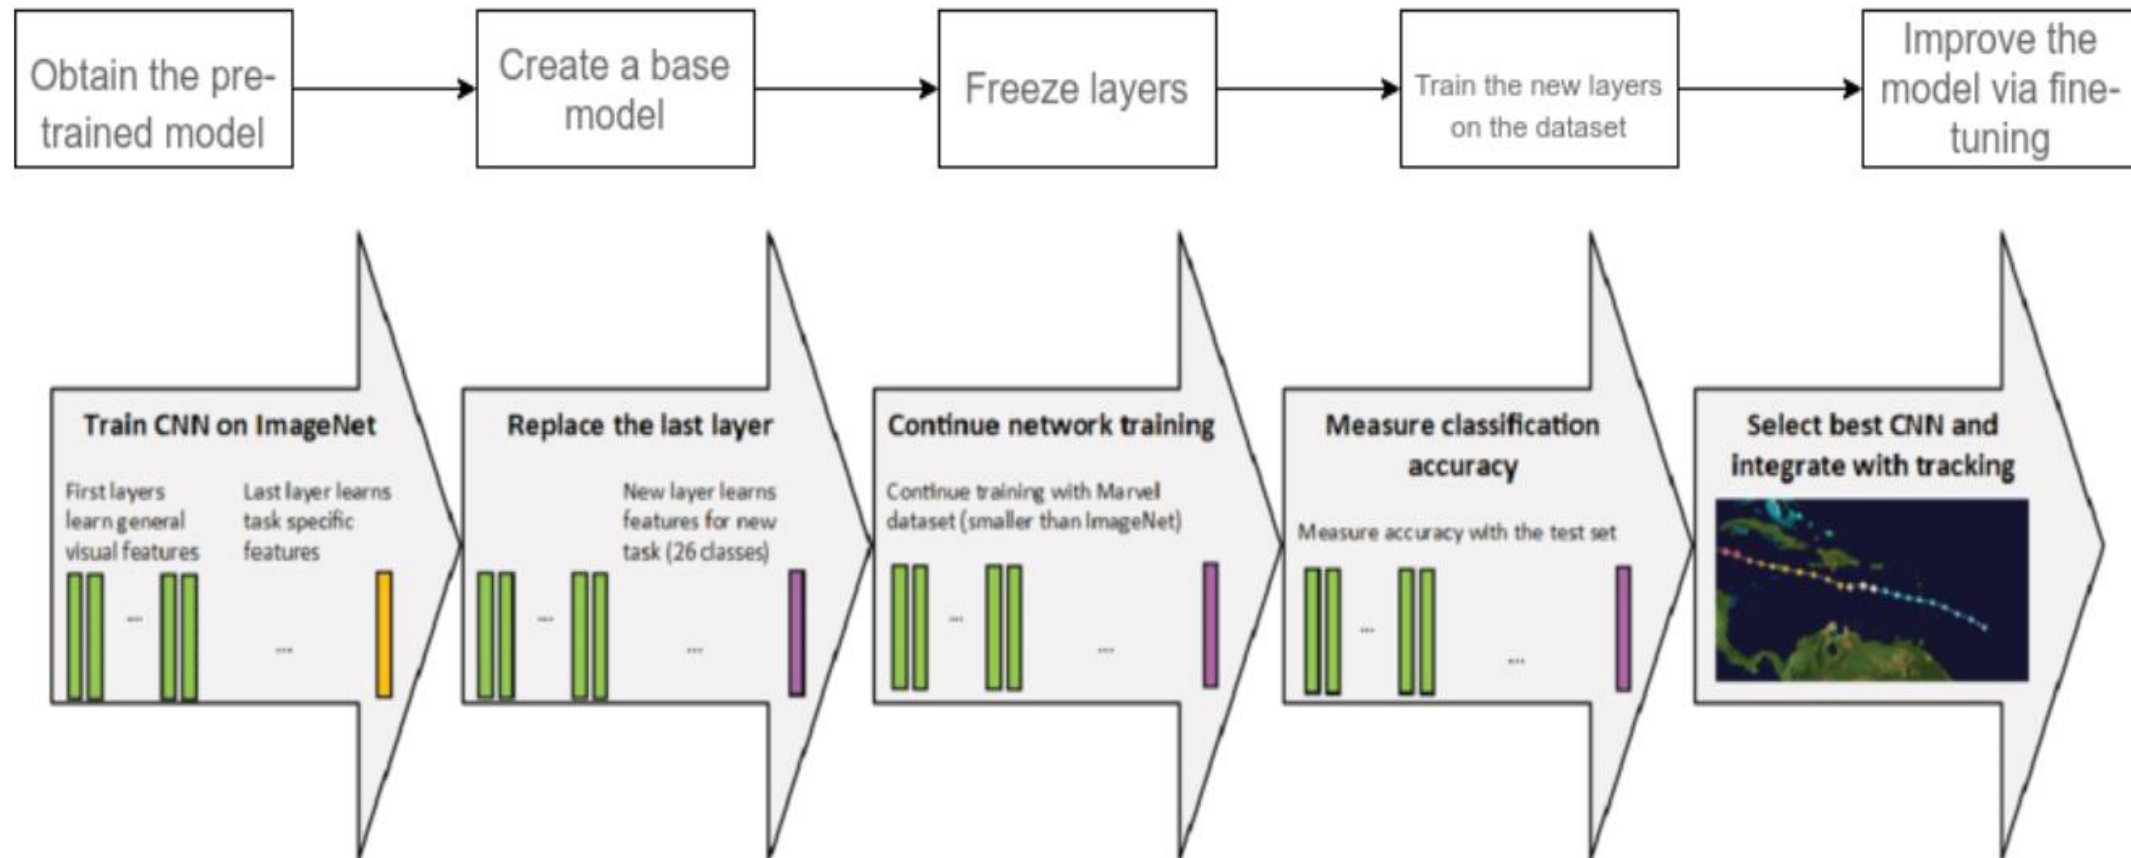 Obtain the pre-
trained model
Create a base
model
Freeze layers
Train the new layers
on the dataset
Improve the
model via fine-
tuning
Train CNN on ImageNet
First layers
learn general
visual features
Last layer learns
task specific
features
...
...
Replace the last layer
New layer learns
features for new
task (26 classes)
...
...
Continue network training
Continue training with Marvel
dataset (smaller than ImageNet)
...
...
Measure classification
accuracy
Measure accuracy with the test set
...
...
Select best CNN and
integrate with tracking